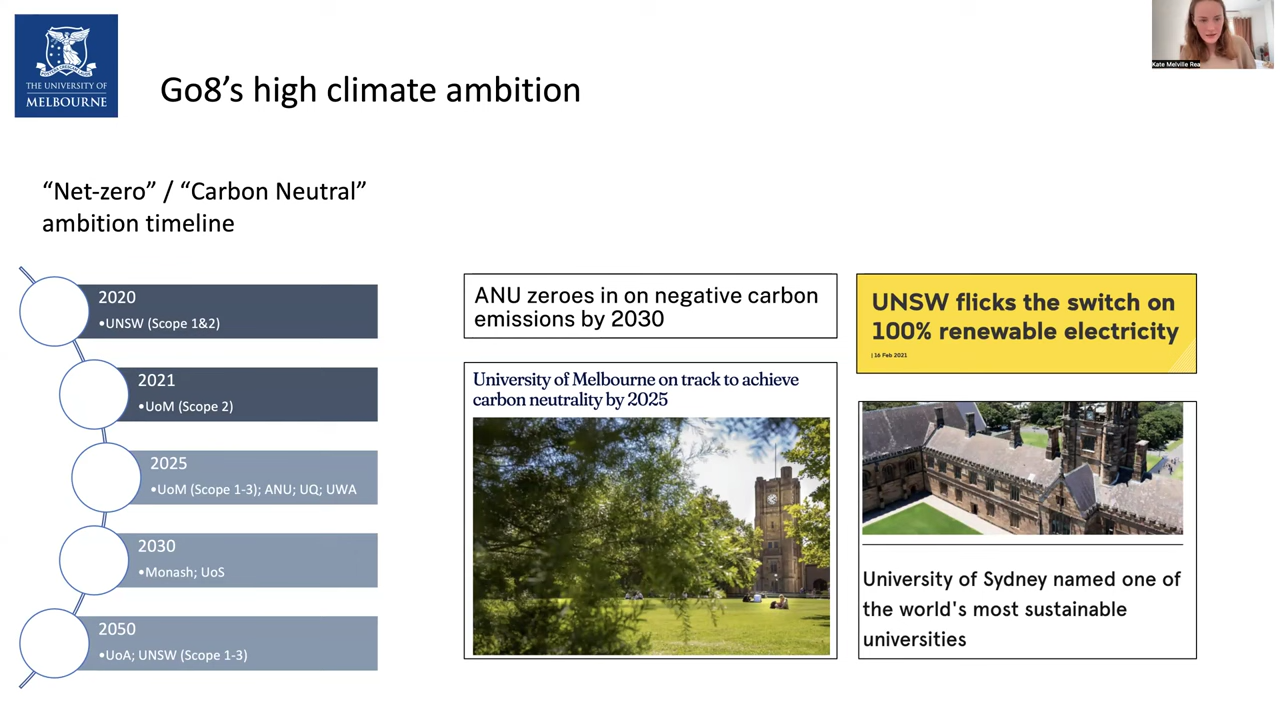 THE UNIVERSITY OF
MELBOURNE
Go8's high climate ambition
Kate Melville Rea
"Net-zero" / "Carbon Neutral"
ambition timeline
2020
•UNSW (Scope 1&2)
2021
•UoM (Scope 2)
2025
•UoM (Scope 1-3); ANU; UQ; UWA
2030
•Monash; UoS
2050
•UoA; UNSW (Scope 1-3)
ANU zeroes in on negative carbon
emissions by 2030
University of Melbourne on track to achieve
carbon neutrality by 2025
UNSW flicks the switch on
100% renewable electricity
| 16 Feb 2021
University of Sydney named one of
the world's most sustainable
universities